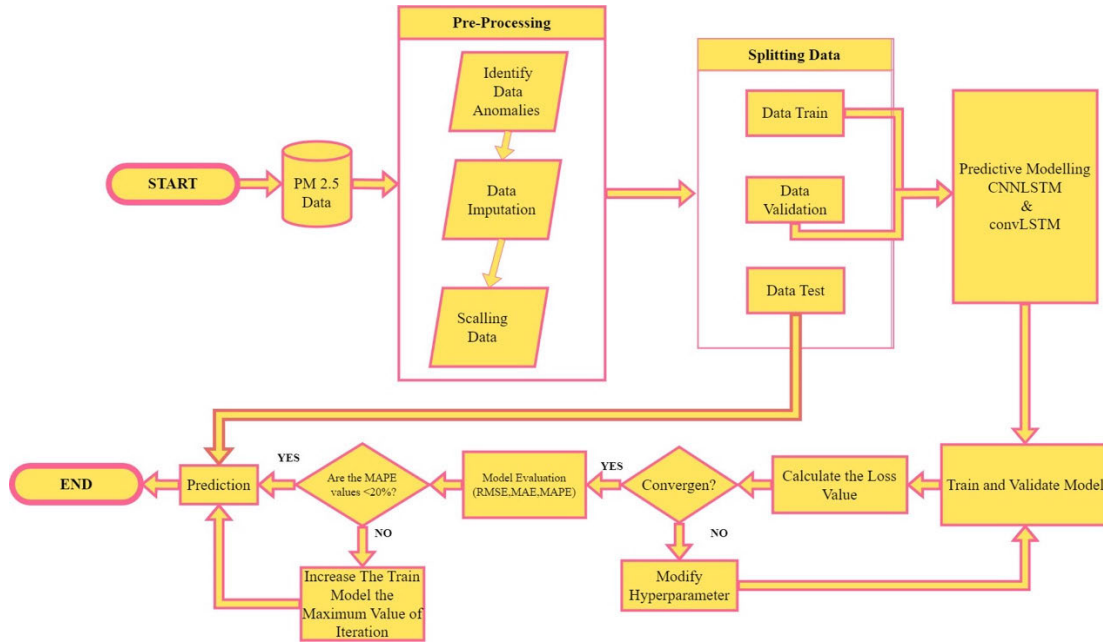 START
PM 2.5
Data
Pre-Processing
Identify
Data
Anomalies
Data
Imputation
Scalling
Data
Splitting Data
Data Train
Data
Validation
Data Test
Predictive Modelling
CNNLSTM
&
convLSTM
Train and Validate Model
Calculate the Loss
Value
Convergen?
YES
NO
Modify
Hyperparameter
Model Evaluation
(RMSE,MAE,MAPE)
Are the MAPE
values <20%?
YES
NO
Increase The Train
Model the
Maximum Value of
Iteration
Prediction
END